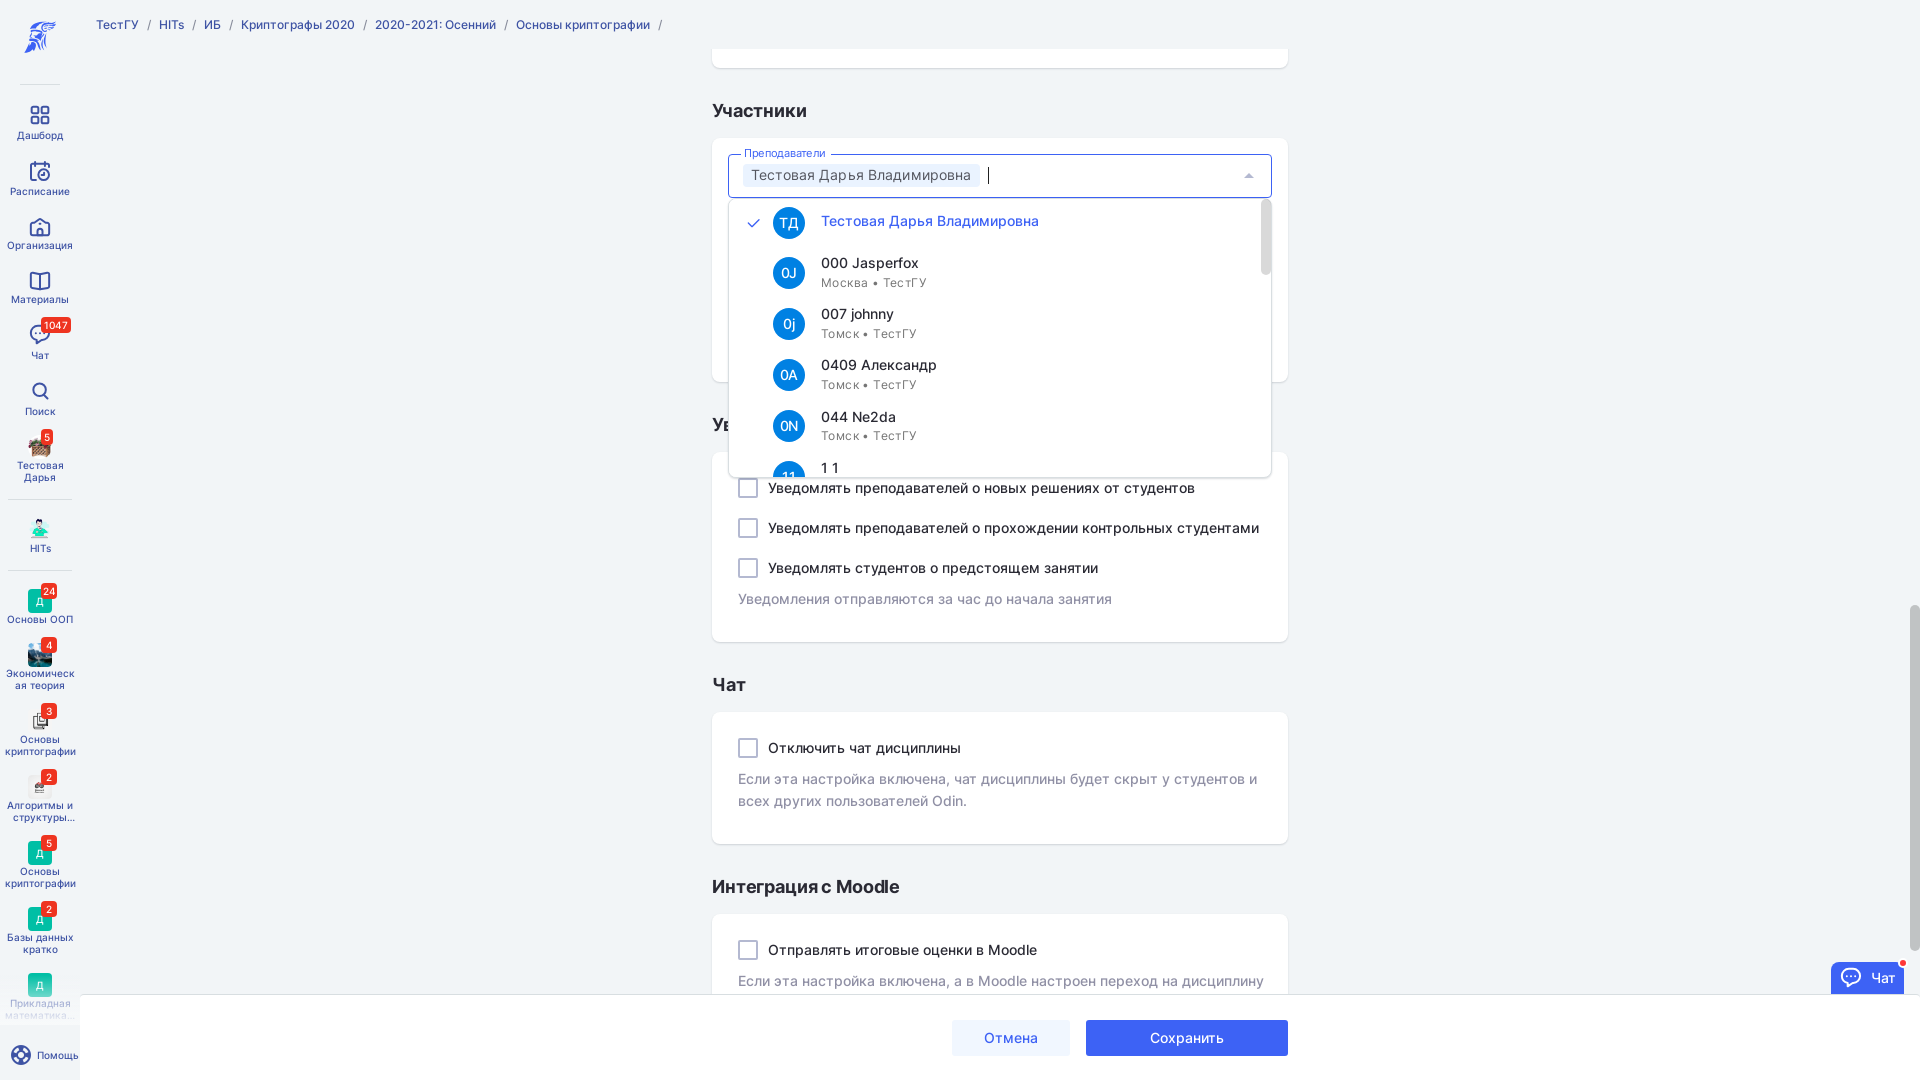 ТестГУ / HITs / ИБ / Криптографы 2020 / 2020-2021: Осенний / Основы криптографии /
Дашборд
Расписание
Организация
Материалы
1047
Чат
Поиск
5
Тестовая
Дарья
HITs
24
Д
Основы ООП
4
Экономическ
ая теория
3
Основы
криптографии
2
Алгоритмы и
структуры...
5
Д
Основы
криптографии
2
Д
Базы данных
кратко
Д
Прикладная
математика...
Помощь
Участники
Преподаватели
Тестовая Дарья Владимировна
ТД Тестовая Дарья Владимировна
0J 000 Jasperfox
Москва • ТестГУ
0j 007 johnny
Томск • ТестГУ
0А 0409 Александр
Томск • ТестГУ
0N 044 Ne2da
Томск • ТестГУ
11 1 1
Уведомлять преподавателей о новых решениях от студентов
Уведомлять преподавателей о прохождении контрольных студентами
Уведомлять студентов о предстоящем занятии
Уведомления отправляются за час до начала занятия
Чат
Отключить чат дисциплины
Если эта настройка включена, чат дисциплины будет скрыт у студентов и
всех других пользователей Odin.
Интеграция с Moodle
Отправлять итоговые оценки в Moodle
Если эта настройка включена, а в Moodle настроен переход на дисциплину
Чат
Отмена
Сохранить